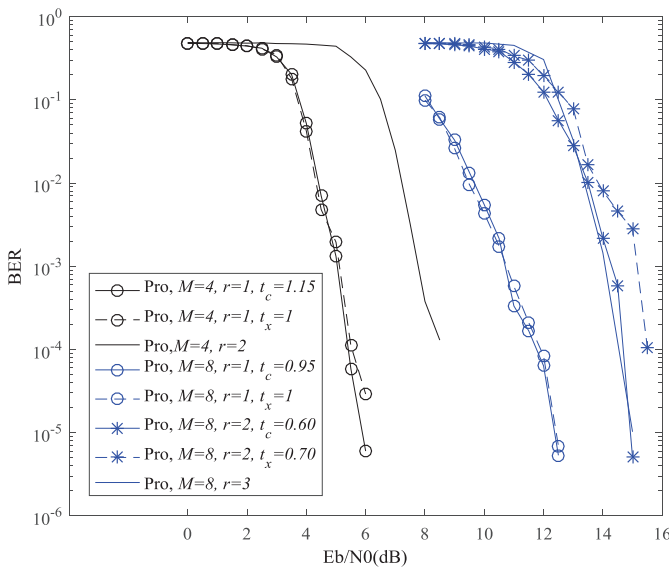 10^0
10^-1
10^-2
10^-3
10^-4
10^-5
10^-6
BER
Pro, M=4, r=1, t_c=1.15
Pro, M=4, r=1, t_x=1
Pro,M=4, r=2
Pro, M=8, r=1, t_c=0.95
Pro, M=8, r=1, t_x=1
Pro, M=8, r=2, t_c=0.60
Pro, M=8, r=2, t_x=0.70
Pro, M=8, r=3
0 2 4 6 8 10 12 14 16
Eb/N0(dB)